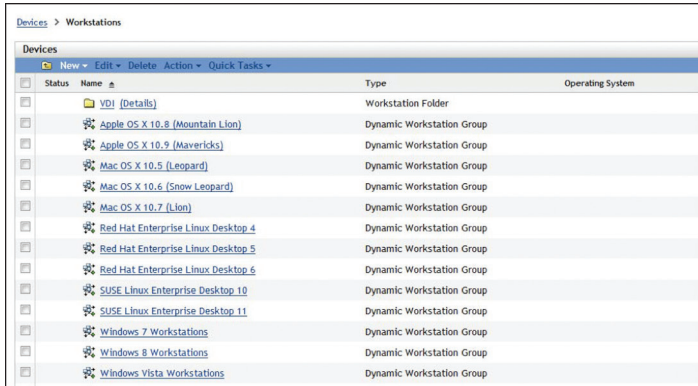 Devices > Workstations
Devices
New Edit Delete Action Quick Tasks
Status Name Type Operating System
VDI (Details) Workstation Folder
Apple OS X 10.8 (Mountain Lion) Dynamic Workstation Group
Apple OS X 10.9 (Mavericks) Dynamic Workstation Group
Mac OS X 10.5 (Leopard) Dynamic Workstation Group
Mac OS X 10.6 (Snow Leopard) Dynamic Workstation Group
Mac OS X 10.7 (Lion) Dynamic Workstation Group
Red Hat Enterprise Linux Desktop 4 Dynamic Workstation Group
Red Hat Enterprise Linux Desktop 5 Dynamic Workstation Group
Red Hat Enterprise Linux Desktop 6 Dynamic Workstation Group
SUSE Linux Enterprise Desktop 10 Dynamic Workstation Group
SUSE Linux Enterprise Desktop 11 Dynamic Workstation Group
Windows 7 Workstations Dynamic Workstation Group
Windows 8 Workstations Dynamic Workstation Group
Windows Vista Workstations Dynamic Workstation Group